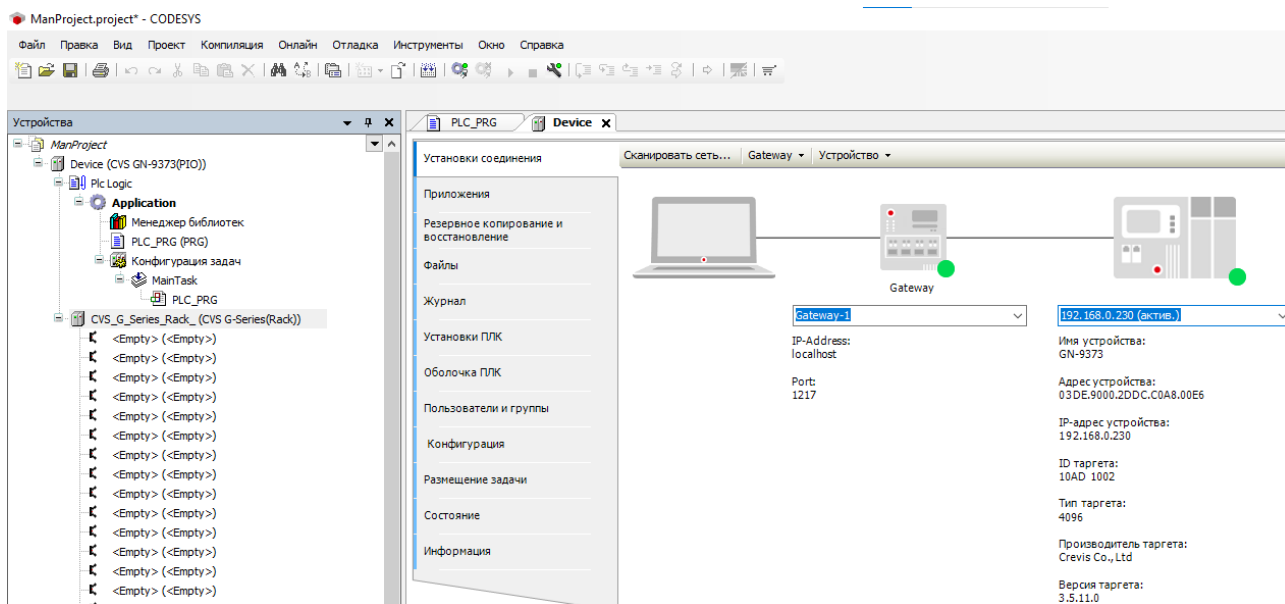 ManProject.project* - CODESYS
Файл Правка Вид Проект Компиляция Онлайн Отладка Инструменты Окно Справка
Устройства
ManProject
Device (CVS GN-9373(PIO))
Plc Logic
Application
Менеджер библиотек
PLC_PRG (PRG)
Конфигурация задач
MainTask
PLC_PRG
CVS_G_Series_Rack_ (CVS G-Series(Rack))
<Empty> (<Empty>)
<Empty> (<Empty>)
<Empty> (<Empty>)
<Empty> (<Empty>)
<Empty> (<Empty>)
<Empty> (<Empty>)
<Empty> (<Empty>)
<Empty> (<Empty>)
<Empty> (<Empty>)
<Empty> (<Empty>)
<Empty> (<Empty>)
<Empty> (<Empty>)
<Empty> (<Empty>)
<Empty> (<Empty>)
PLC_PRG Device
Установки соединения
Приложения
Резервное копирование и
восстановление
Файлы
Журнал
Установки ПЛК
Оболочка ПЛК
Пользователи и группы
Конфигурация
Размещение задачи
Состояние
Информация
Сканировать сеть... Gateway Устройство
Gateway
Gateway-1
IP-Address:
localhost
Port:
1217
192.168.0.230 (актив.)
Имя устройства:
GN-9373
Адрес устройства:
03DE.9000.2DDC.C0A8.00E6
IP-адрес устройства:
192.168.0.230
ID таргета:
10AD 1002
Тип таргета:
4096
Производитель таргета:
Crevis Co.,Ltd
Версия таргета:
3.5.11.0